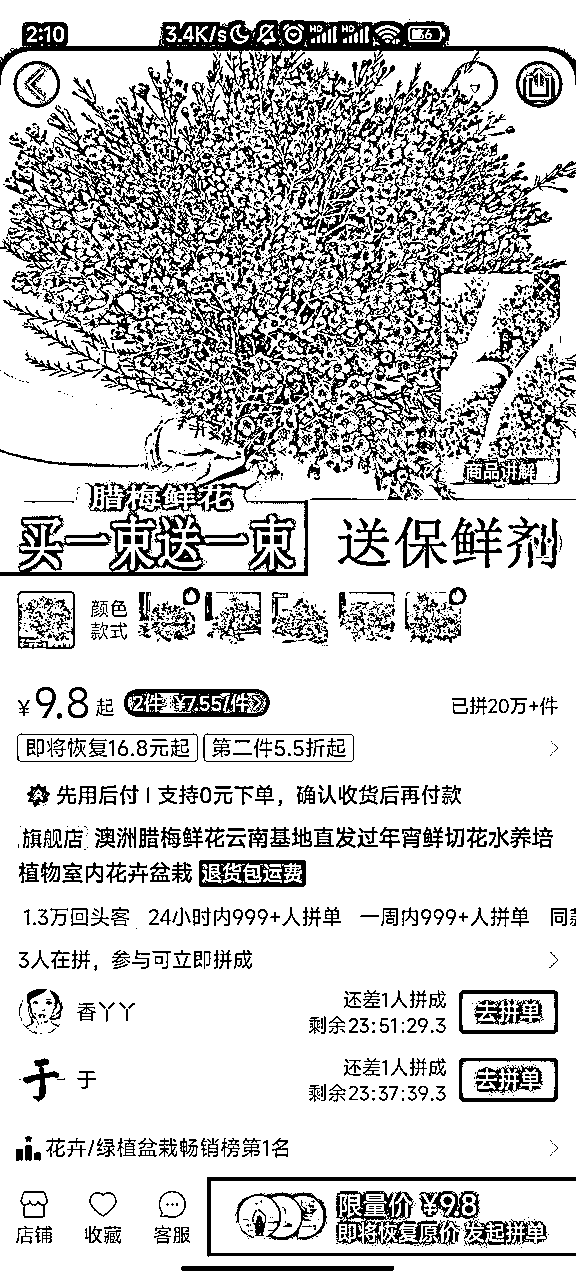 2:10 3.4K/s HD HD 56
商品讲解
腊梅鲜花
买一束送一束 送保鲜剂
颜色
款式
¥9.8起 2件 ¥7.55/件 已拼20万+件
即将恢复16.8元起 第二件5.5折起
先用后付 | 支持0元下单，确认收货后再付款
旗舰店 澳洲腊梅鲜花云南基地直发过年宵鲜切花水养培
植物室内花卉盆栽 退货包运费
1.3万回头客 24小时内999+人拼单 一周内999+人拼单 同款
3人在拼，参与可立即拼成
香丫丫 还差1人拼成 去拼单
剩余23:51:29.3
于 于 还差1人拼成 去拼单
剩余23:37:39.3
花卉/绿植盆栽畅销榜第1名
店铺 收藏 客服 限量价 ¥9.8
即将恢复原价 发起拼单